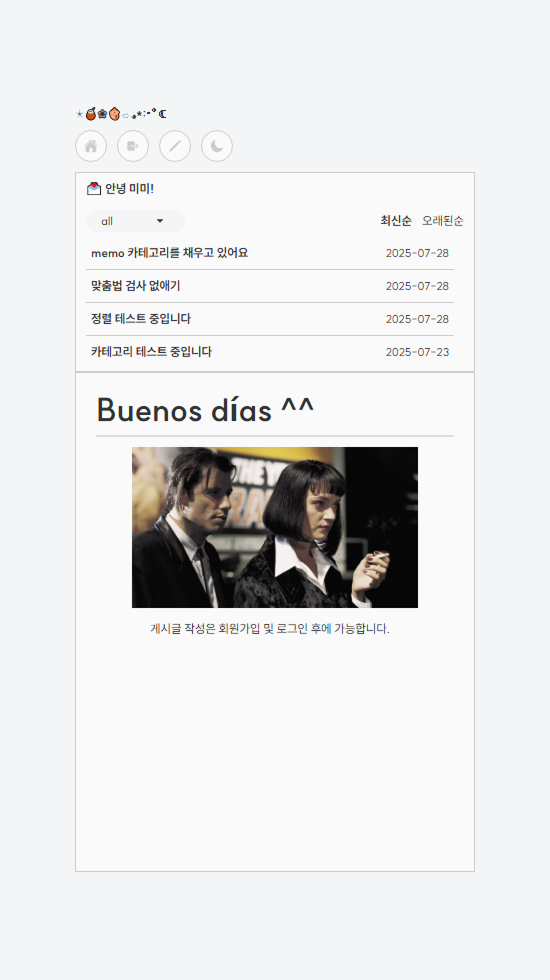 안녕 미미!
all
최신순 오래된순
memo 카테고리를 채우고 있어요 2025-07-28
맞춤법 검사 없애기 2025-07-28
정렬 테스트 중입니다 2025-07-28
카테고리 테스트 중입니다 2025-07-23
Buenos días ^^
게시글 작성은 회원가입 및 로그인 후에 가능합니다.